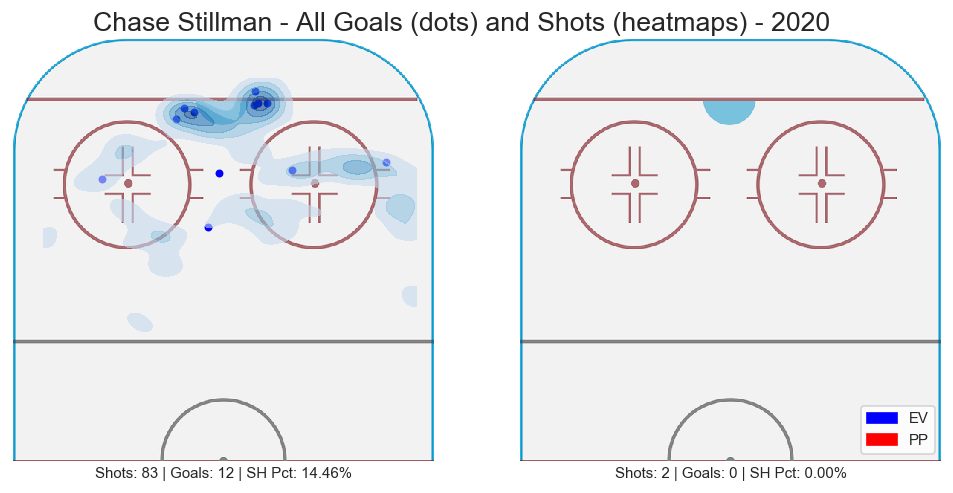 Chase Stillman - All Goals (dots) and Shots (heatmaps) - 2020
EV
PP
Shots: 83 | Goals: 12 | SH Pct: 14.46%
Shots: 2 | Goals: 0 | SH Pct: 0.00%